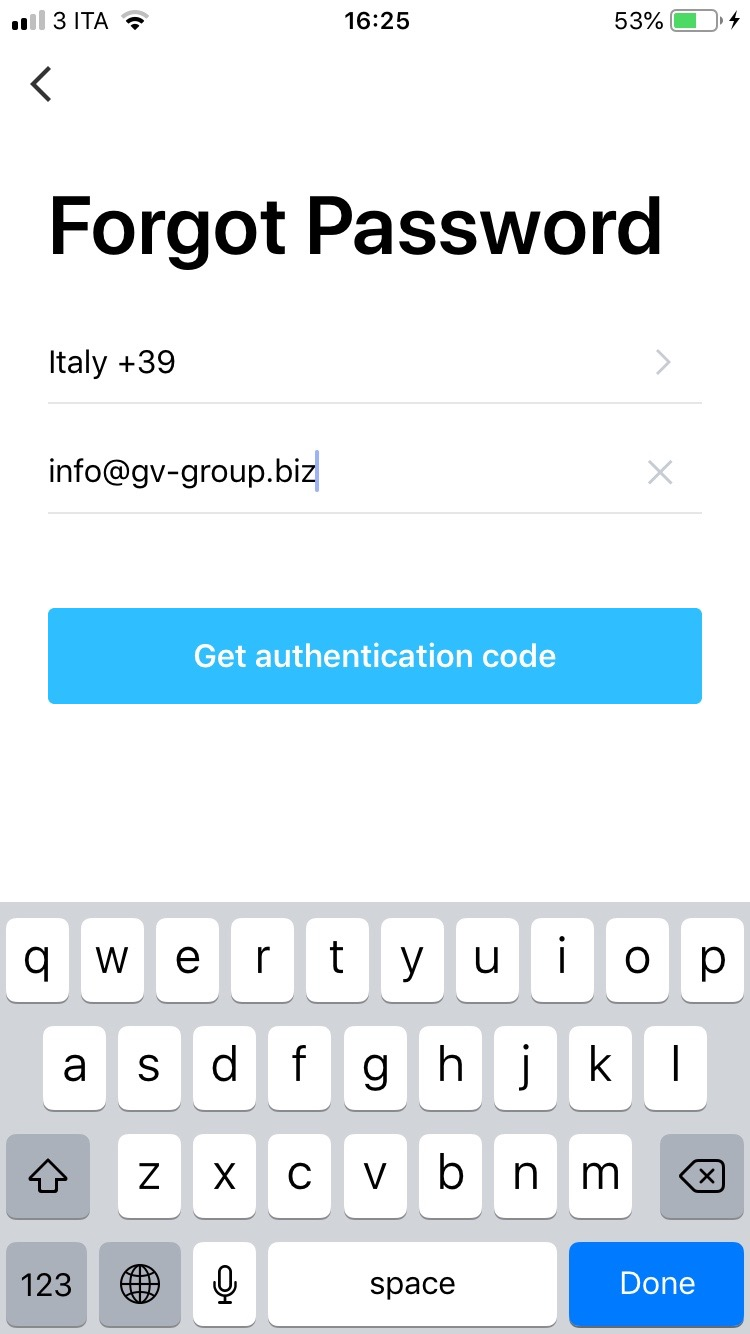 3 ITA 16:25 53%
Forgot Password
Italy +39
info@gv-group.biz
Get authentication code
q w e r t y u i o p
a s d f g h j k l
z x c v b n m
123 space Done